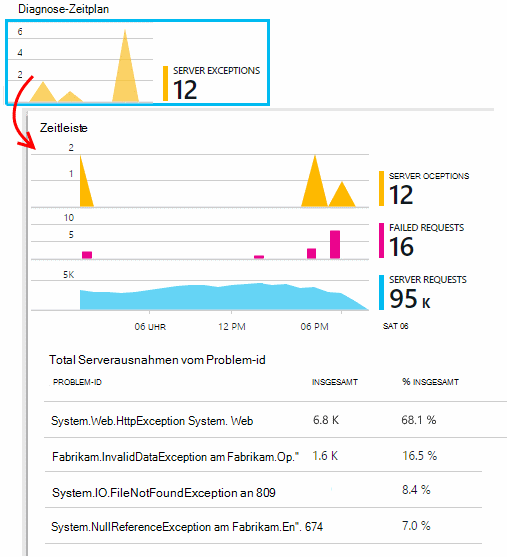 Diagnose-Zeitplan
6
4
2
SERVER EXCEPTIONS
12
Zeitleiste
2
1
SERVER OCEPTIONS
12
10
5
FAILED REQUESTS
16
5K
SERVER REQUESTS
95 K
06 UHR 12 PM 06 PM SAT 06
Total Serverausnahmen vom Problem-id
PROBLEM-ID INSGESAMT % INSGESAMT
System.Web.HttpException System. Web 6.8 K 68.1 %
Fabrikam.InvalidDataException am Fabrikam.Op." 1.6 K 16.5 %
System.IO.FileNotFoundException an 809 8.4 %
System.NullReferenceException am Fabrikam.En". 674 7.0 %